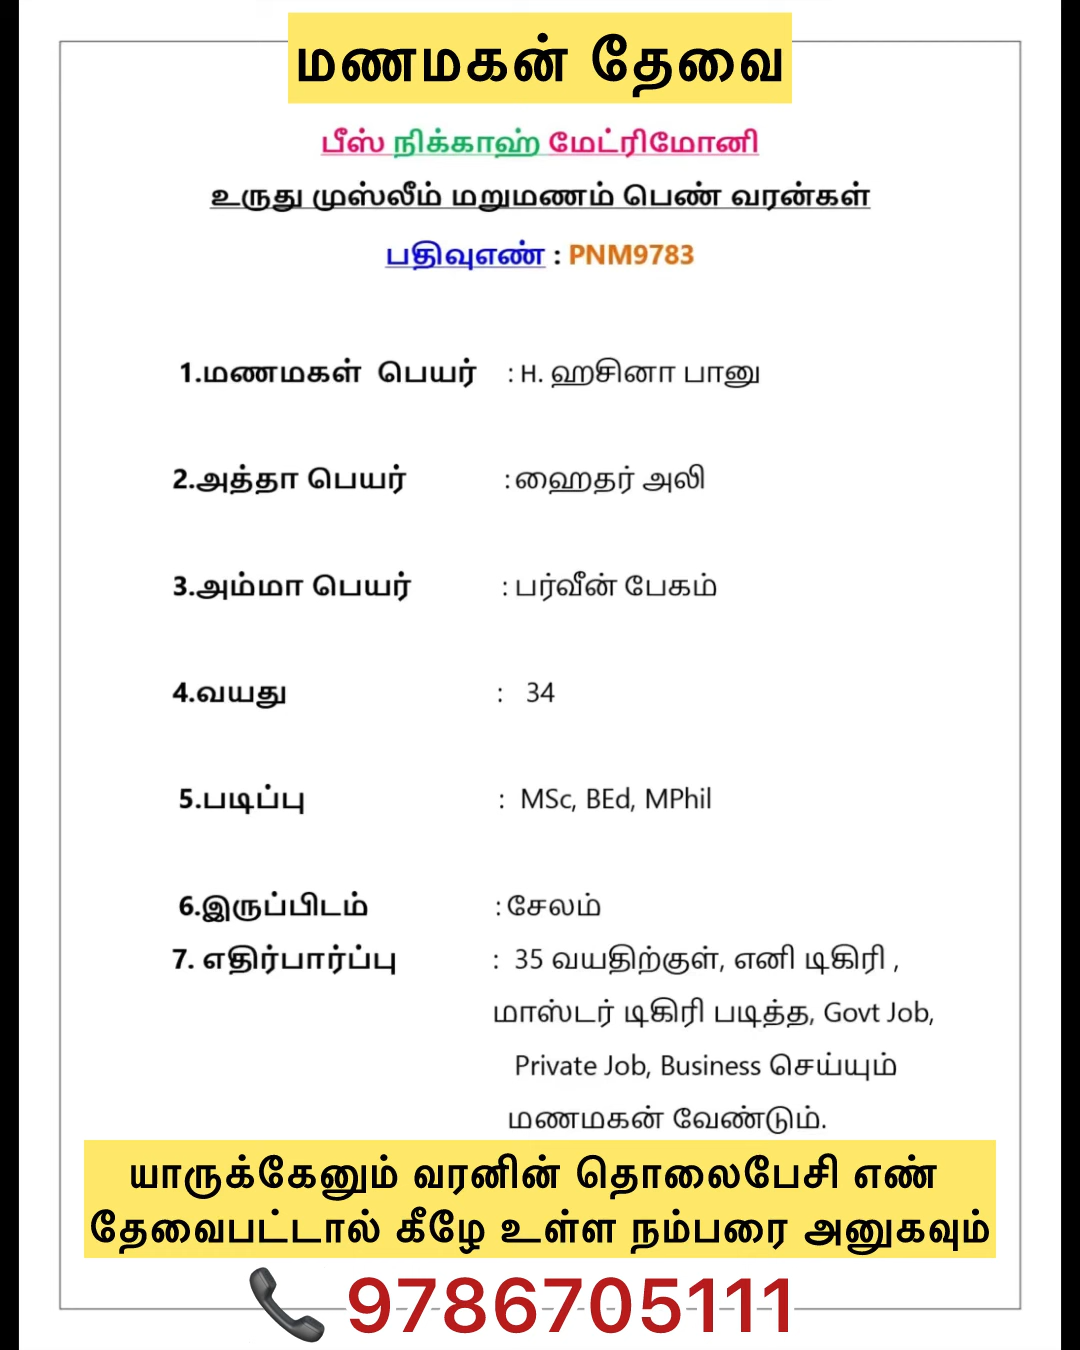 மணமகன் தேவை
பீஸ் நிக்காஹ் மேட்ரிமோனி
உருது முஸ்லீம் மறுமணம் பெண் வரன்கள்
பதிவுஎண் : PNM9783
1.மணமகள் பெயர் : H. ஹசினா பானு
2.அத்தா பெயர் : ஹைதர் அலி
3.அம்மா பெயர் : பர்வீன் பேகம்
4.வயது : 34
5.படிப்பு : MSc, BEd, MPhil
6.இருப்பிடம் : சேலம்
7. எதிர்பார்ப்பு : 35 வயதிற்குள், எனி டிகிரி ,
மாஸ்டர் டிகிரி படித்த, Govt Job,
Private Job, Business செய்யும்
மணமகன் வேண்டும்.
யாருக்கேனும் வரனின் தொலைபேசி எண்
தேவைபட்டால் கீழே உள்ள நம்பரை அனுகவும்
9786705111